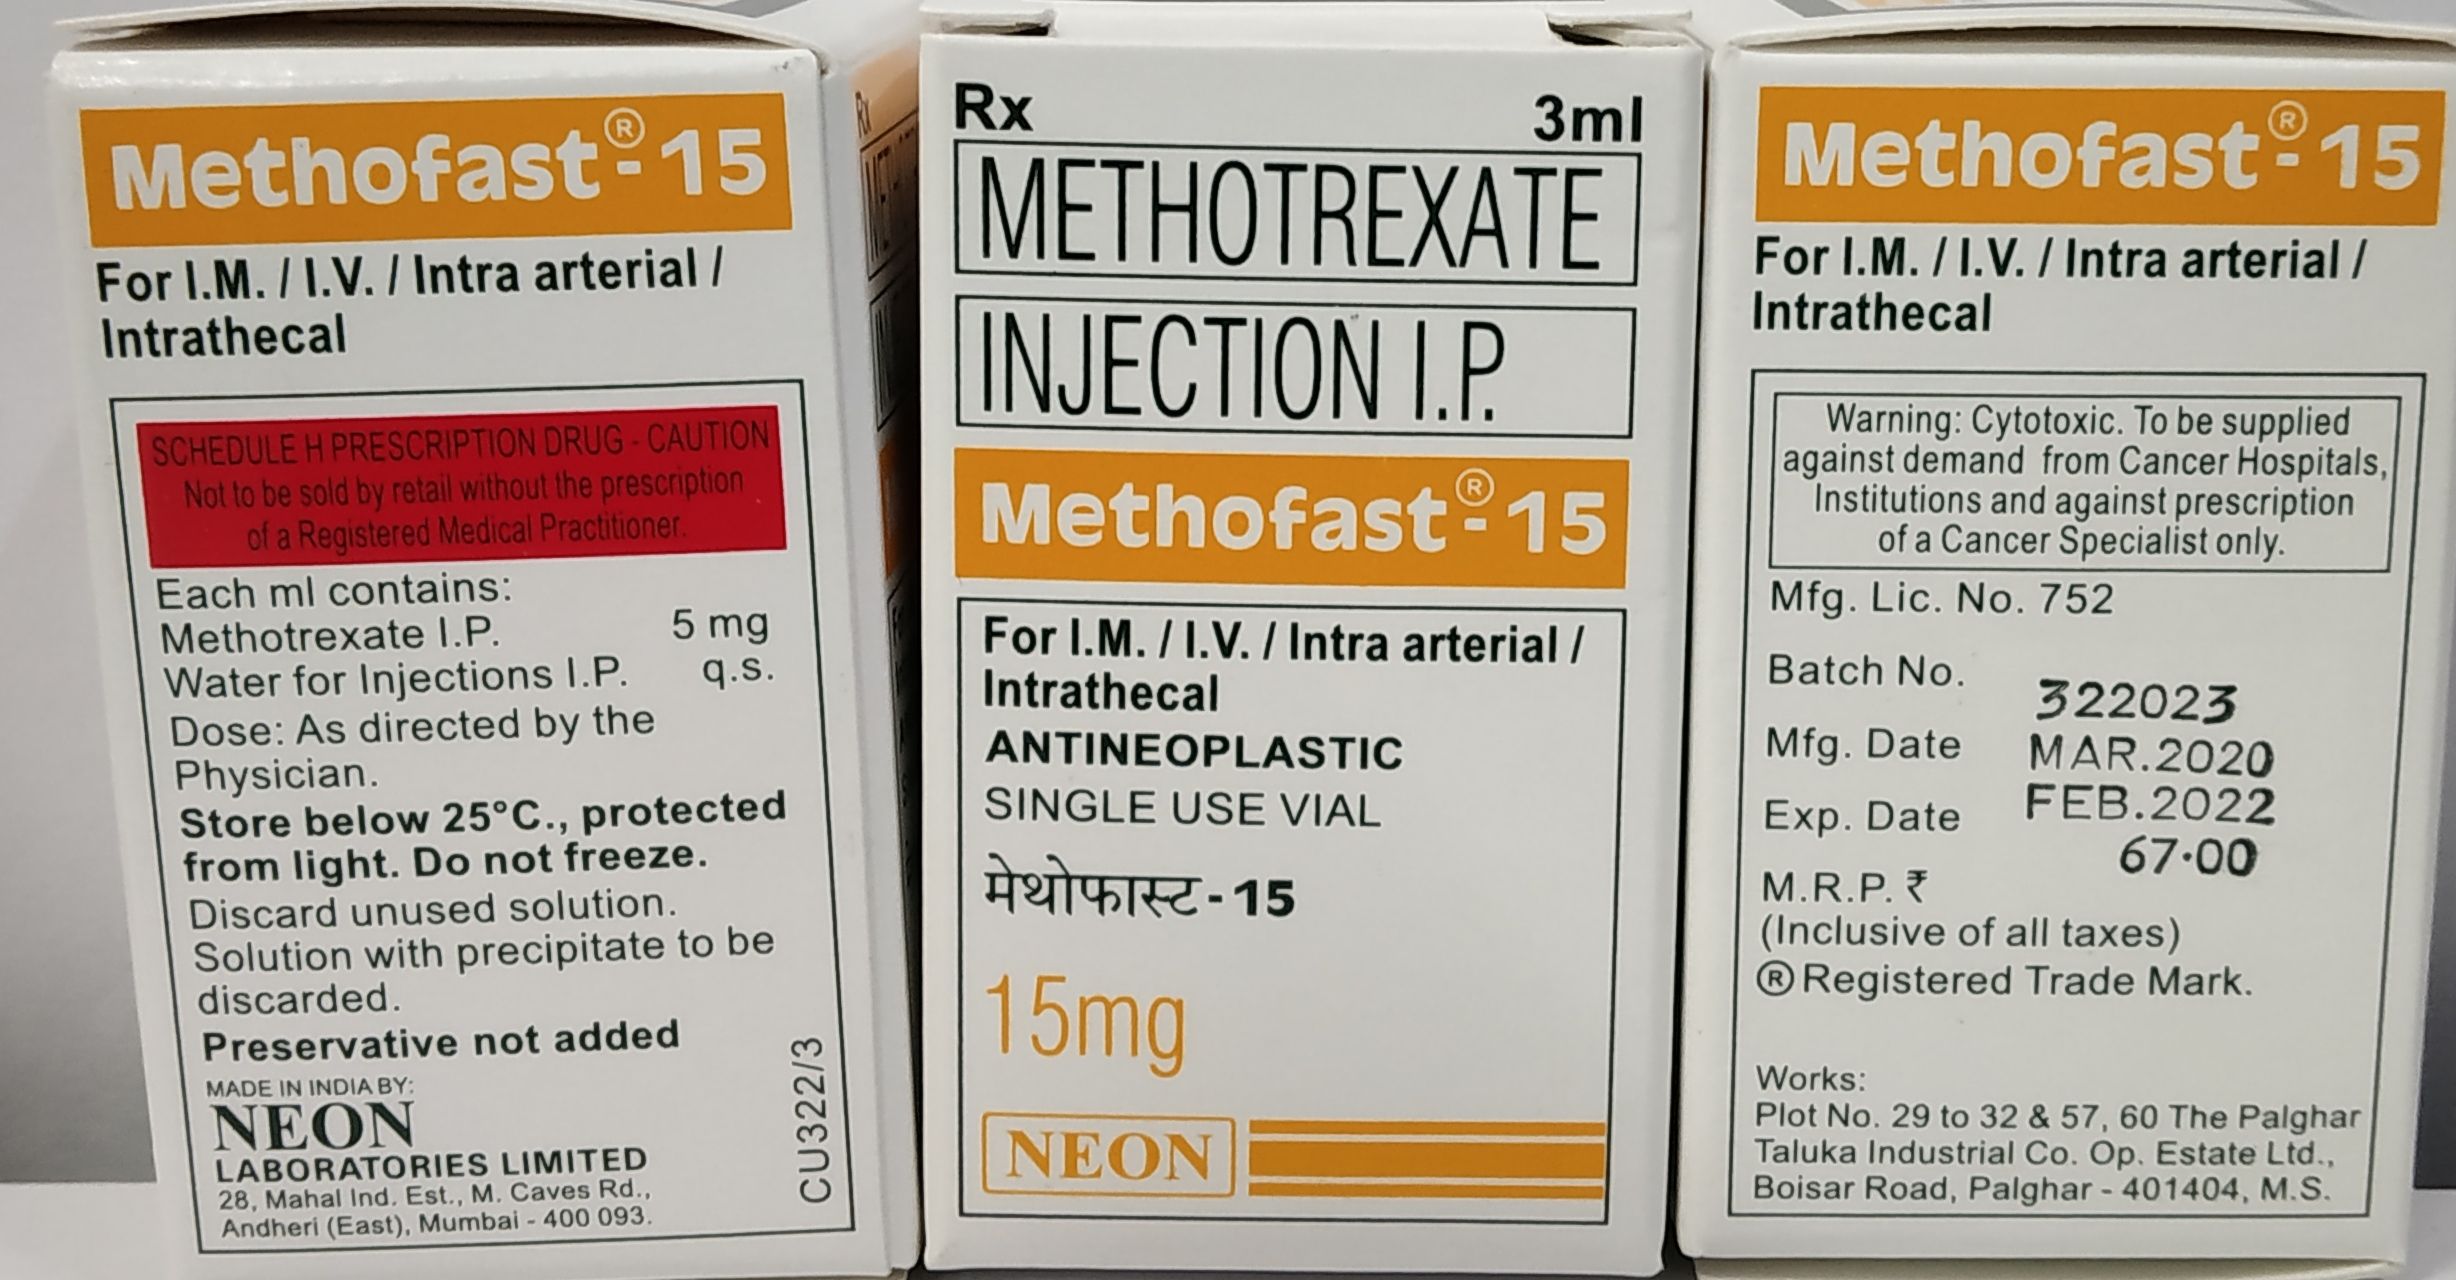 Methofast®-15
For I.M. / I.V. / Intra arterial /
Intrathecal
SCHEDULE H PRESCRIPTION DRUG - CAUTION
Not to be sold by retail without the prescription
of a Registered Medical Practitioner.
Each ml contains:
Methotrexate I.P. 5 mg
Water for Injections I.P. q.s.
Dose: As directed by the
Physician.
Store below 25°C., protected
from light. Do not freeze.
Discard unused solution.
Solution with precipitate to be
discarded.
Preservative not added
MADE IN INDIA BY:
NEON
LABORATORIES LIMITED
28, Mahal Ind. Est., M. Caves Rd.,
Andheri (East), Mumbai - 400 093.
CU322/3
Rx 3ml
METHOTREXATE
INJECTION I.P.
Methofast®-15
For I.M. / I.V. / Intra arterial /
Intrathecal
ANTINEOPLASTIC
SINGLE USE VIAL
मेथोफास्ट-15
15mg
NEON
Methofast®-15
For I.M. / I.V. / Intra arterial /
Intrathecal
Warning: Cytotoxic. To be supplied
against demand from Cancer Hospitals,
Institutions and against prescription
of a Cancer Specialist only.
Mfg. Lic. No. 752
Batch No. 322023
Mfg. Date MAR.2020
Exp. Date FEB.2022
M.R.P. ₹ 67.00
(Inclusive of all taxes)
® Registered Trade Mark.
Works:
Plot No. 29 to 32 & 57, 60 The Palghar
Taluka Industrial Co. Op. Estate Ltd.,
Boisar Road, Palghar - 401404, M.S.